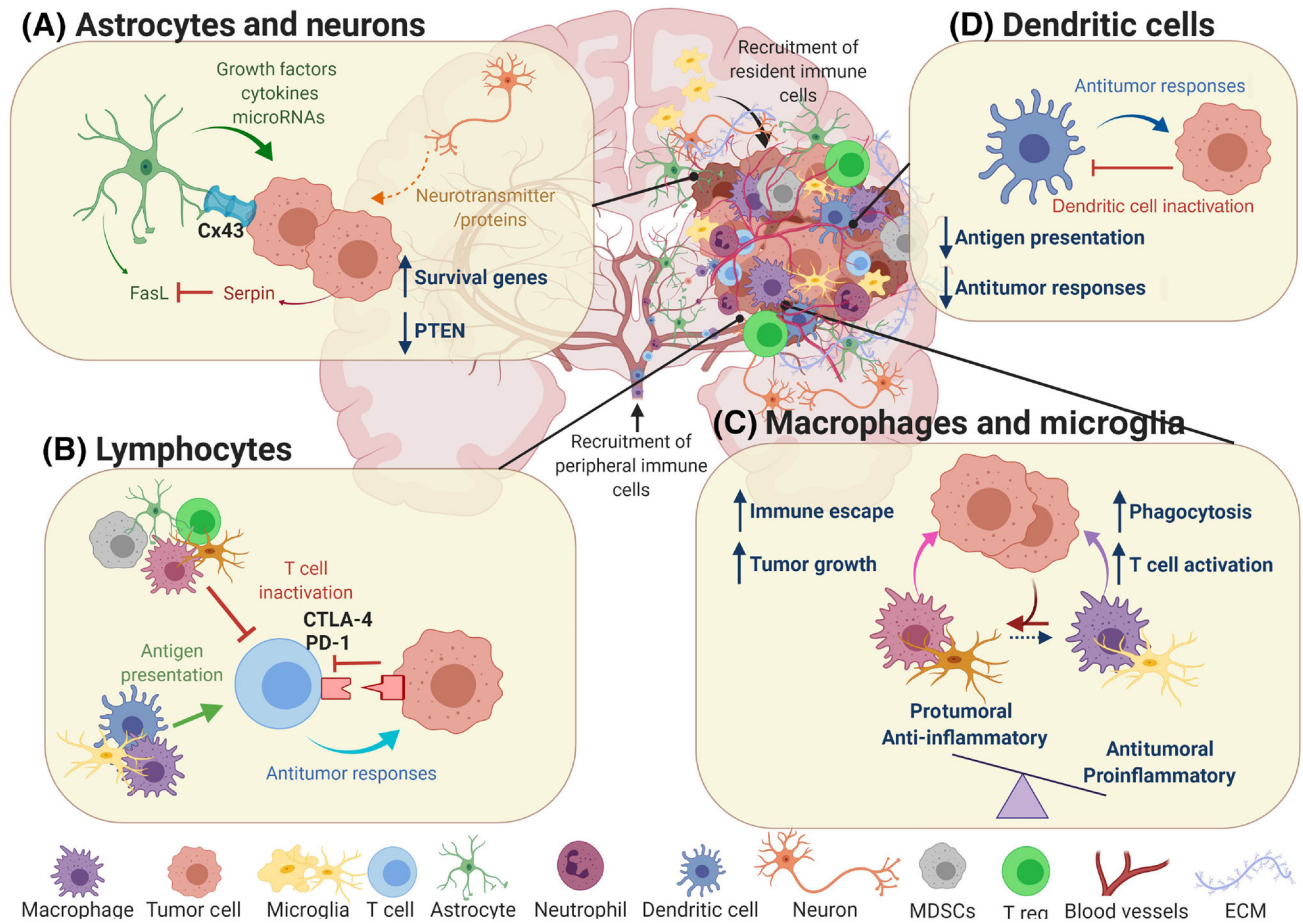 (A) Astrocytes and neurons
Growth factors
cytokines
microRNAs
Cx43
Neurotransmitter
/proteins
FasL
Serpin
Survival genes
PTEN
Recruitment of
resident immune
cells
Recruitment of
peripheral immune
cells
(D) Dendritic cells
Antitumor responses
Dendritic cell inactivation
Antigen presentation
Antitumor responses
(B) Lymphocytes
T cell
inactivation
CTLA-4
PD-1
Antigen
presentation
Antitumor responses
(C) Macrophages and microglia
Immune escape
Tumor growth
Phagocytosis
T cell activation
Protumoral
Anti-inflammatory
Antitumoral
Proinflammatory
Macrophage Tumor cell Microglia T cell Astrocyte Neutrophil Dendritic cell Neuron MDSCs T reg Blood vessels ECM